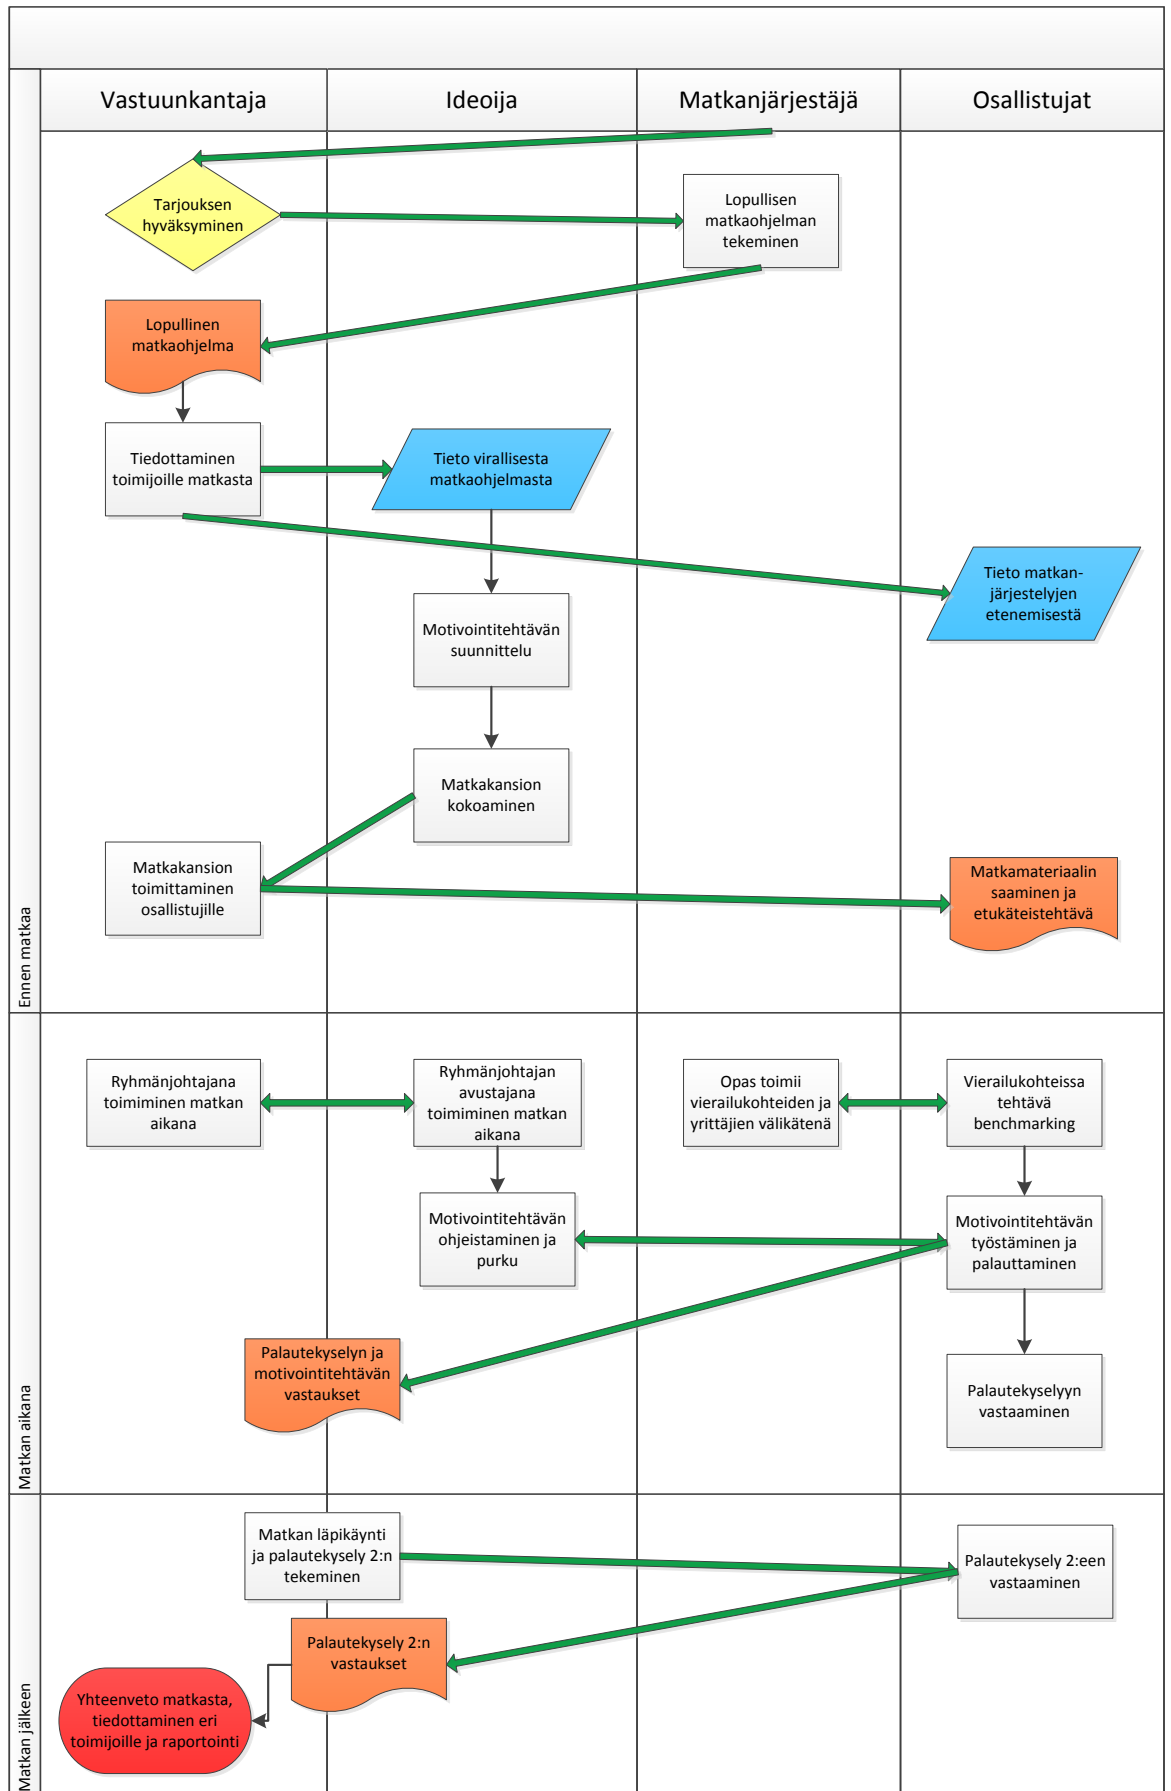 Vastuunkantaja
Ideoija
Matkanjärjestäjä
Osallistujat
Ennen matkaa
Tarjouksen
hyväksyminen
Lopullisen
matkaohjelman
tekeminen
Lopullinen
matkaohjelma
Tiedottaminen
toimijoille matkasta
Tieto virallisesta
matkaohjelmasta
Tieto matkan-
järjestelyjen
etenemisestä
Motivointitehtävän
suunnittelu
Matkakansion
kokoaminen
Matkakansion
toimittaminen
osallistujille
Matkamateriaalin
saaminen ja
etukäteistehtävä
Matkan aikana
Ryhmänjohtajana
toimiminen matkan
aikana
Ryhmänjohtajan
avustajana
toimiminen matkan
aikana
Opas toimii
vierailukohteiden ja
yrittäjien välikätenä
Vierailukohteissa
tehtävä
benchmarking
Motivointitehtävän
ohjeistaminen ja
purku
Motivointitehtävän
työstäminen ja
palauttaminen
Palautekyselyn ja
motivointitehtävän
vastaukset
Palautekyselyyn
vastaaminen
Matkan jälkeen
Matkan läpikäynti
ja palautekysely 2:n
tekeminen
Palautekysely 2:een
vastaaminen
Palautekysely 2:n
vastaukset
Yhteenveto matkasta,
tiedottaminen eri
toimijoille ja raportointi